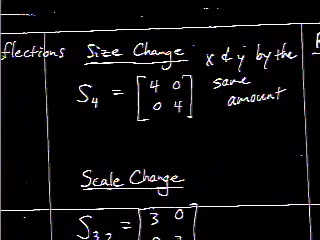 flections
Size Change
S4 = [4 0
0 4]
x & y by the
same
amount
Scale Change
S3,2 = [3 0